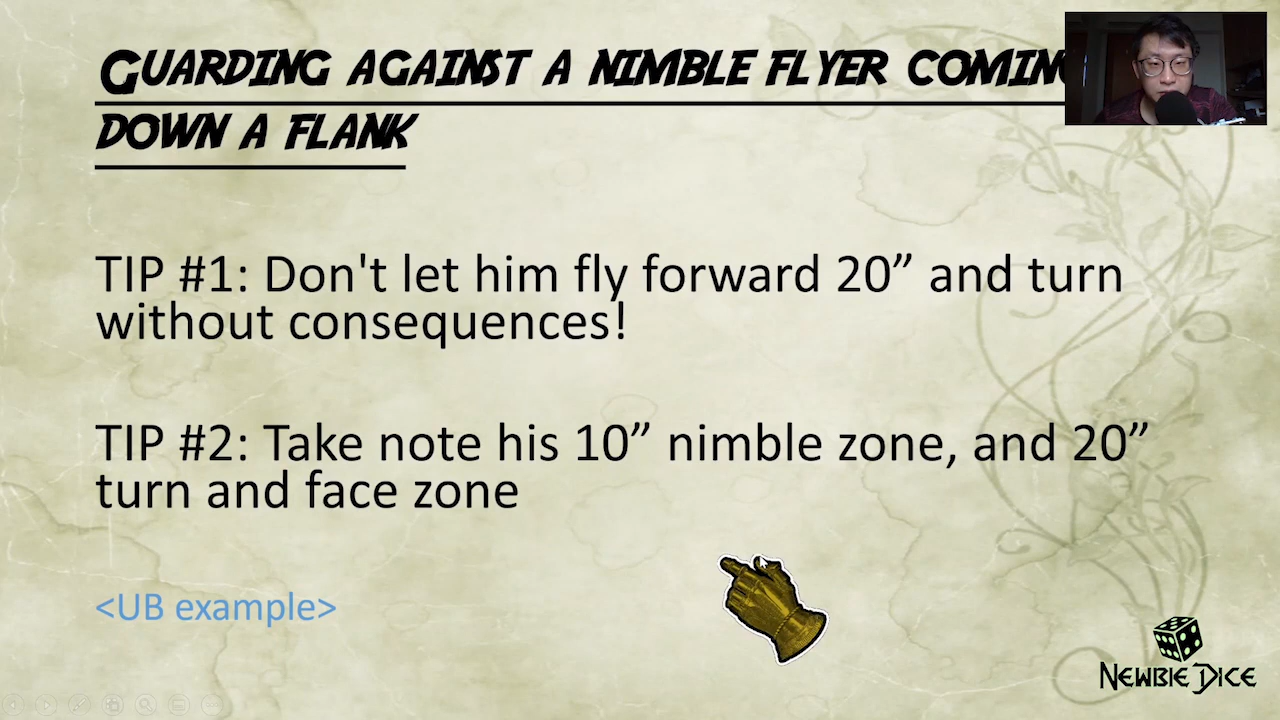 GUARDING AGAINST A NIMBLE FLYER COMIN
DOWN A FLANK
TIP #1: Don't let him fly forward 20” and turn
without consequences!
TIP #2: Take note his 10” nimble zone, and 20”
turn and face zone
<UB example>
NEWBIE DICE